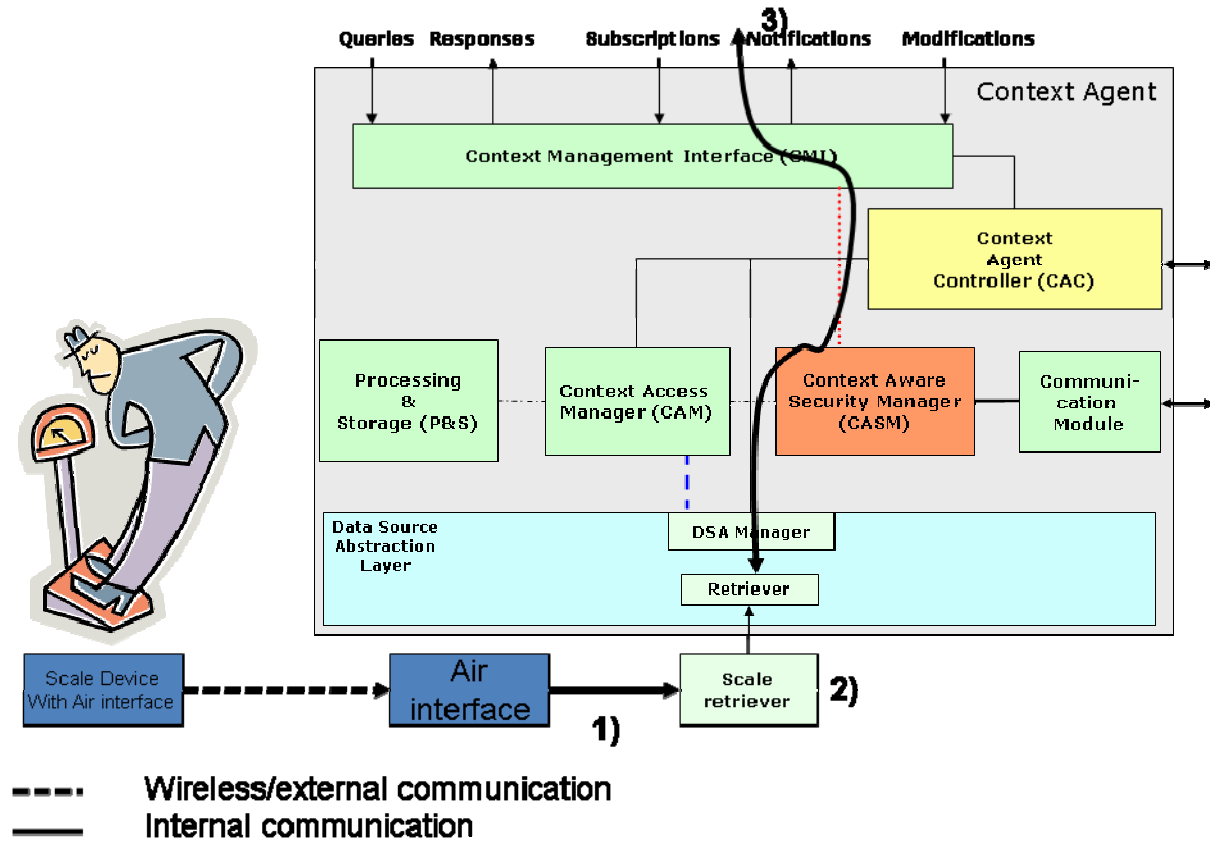 3)
Queries Responses Subscriptions Notifications Modifications
Context Agent
Context Management Interface (CMI)
Context
Agent
Controller (CAC)
Processing
&
Storage (P&S)
Context Access
Manager (CAM)
Context Aware
Security Manager
(CASM)
Communi-
cation
Module
Data Source
Abstraction
Layer
DSA Manager
Retriever
Scale Device
With Air interface
Air
interface
Scale
retriever
2)
1)
Wireless/external communication
Internal communication